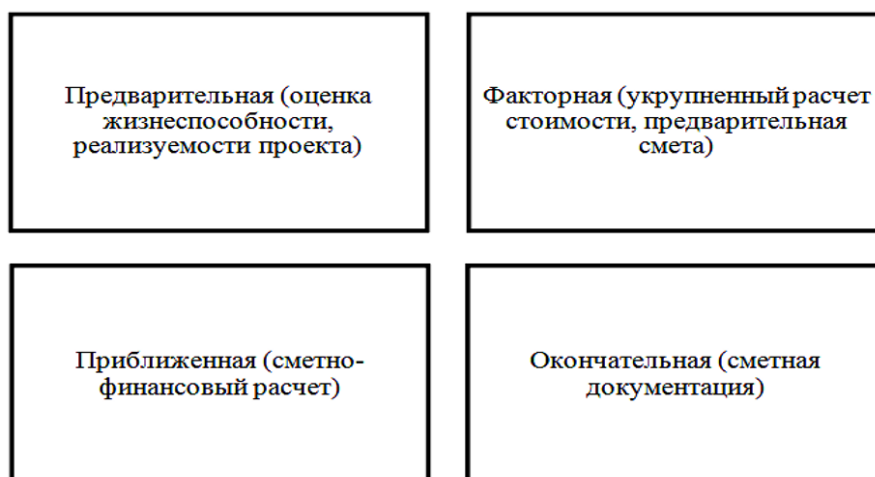 Предварительная (оценка
жизнеспособности,
реализуемости проекта)
Факторная (укрупненный расчет
стоимости, предварительная
смета)
Приближенная (сметно-
финансовый расчет)
Окончательная (сметная
документация)